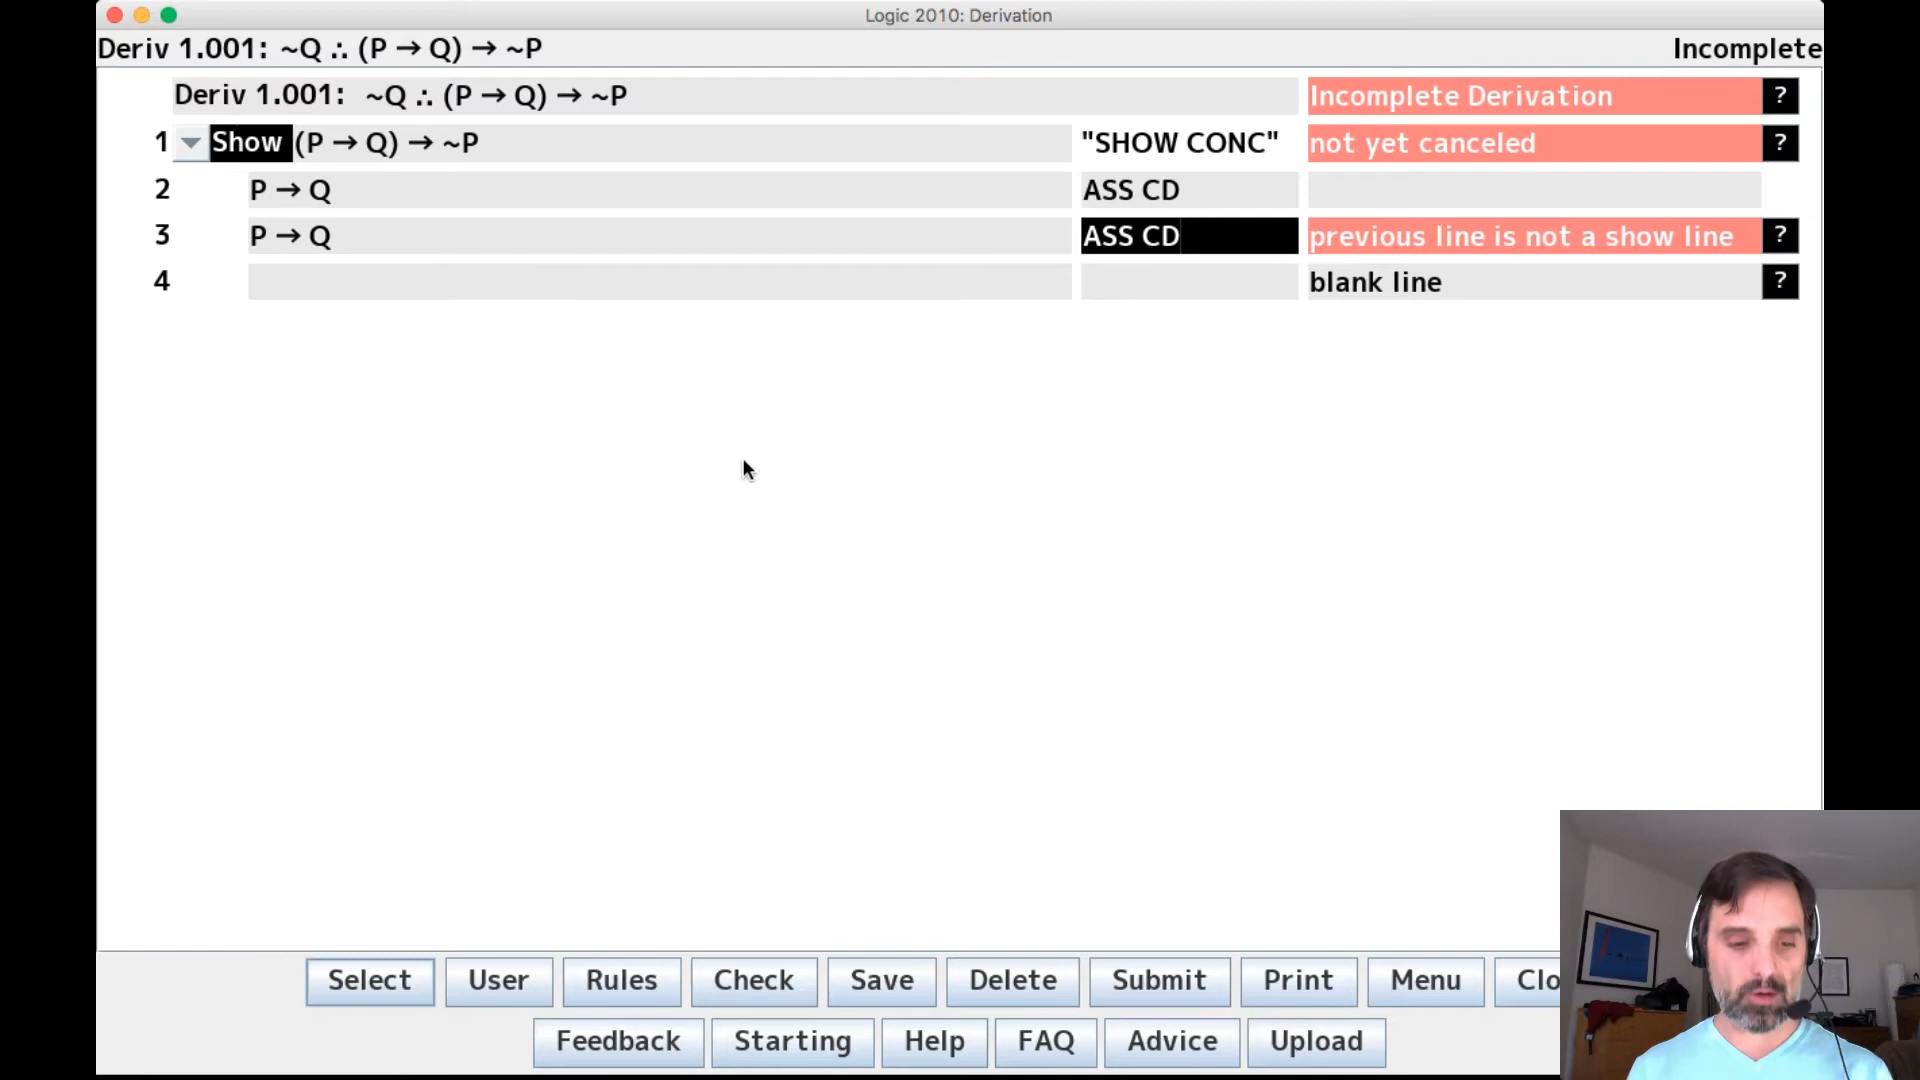 Logic 2010: Derivation
Deriv 1.001: ~Q ∴ (P → Q) → ~P Incomplete
Deriv 1.001: ~Q ∴ (P → Q) → ~P Incomplete Derivation ?
1 Show (P → Q) → ~P "SHOW CONC" not yet canceled ?
2 P → Q ASS CD
3 P → Q ASS CD previous line is not a show line ?
4 blank line ?
Select User Rules Check Save Delete Submit Print Menu Clo
Feedback Starting Help FAQ Advice Upload